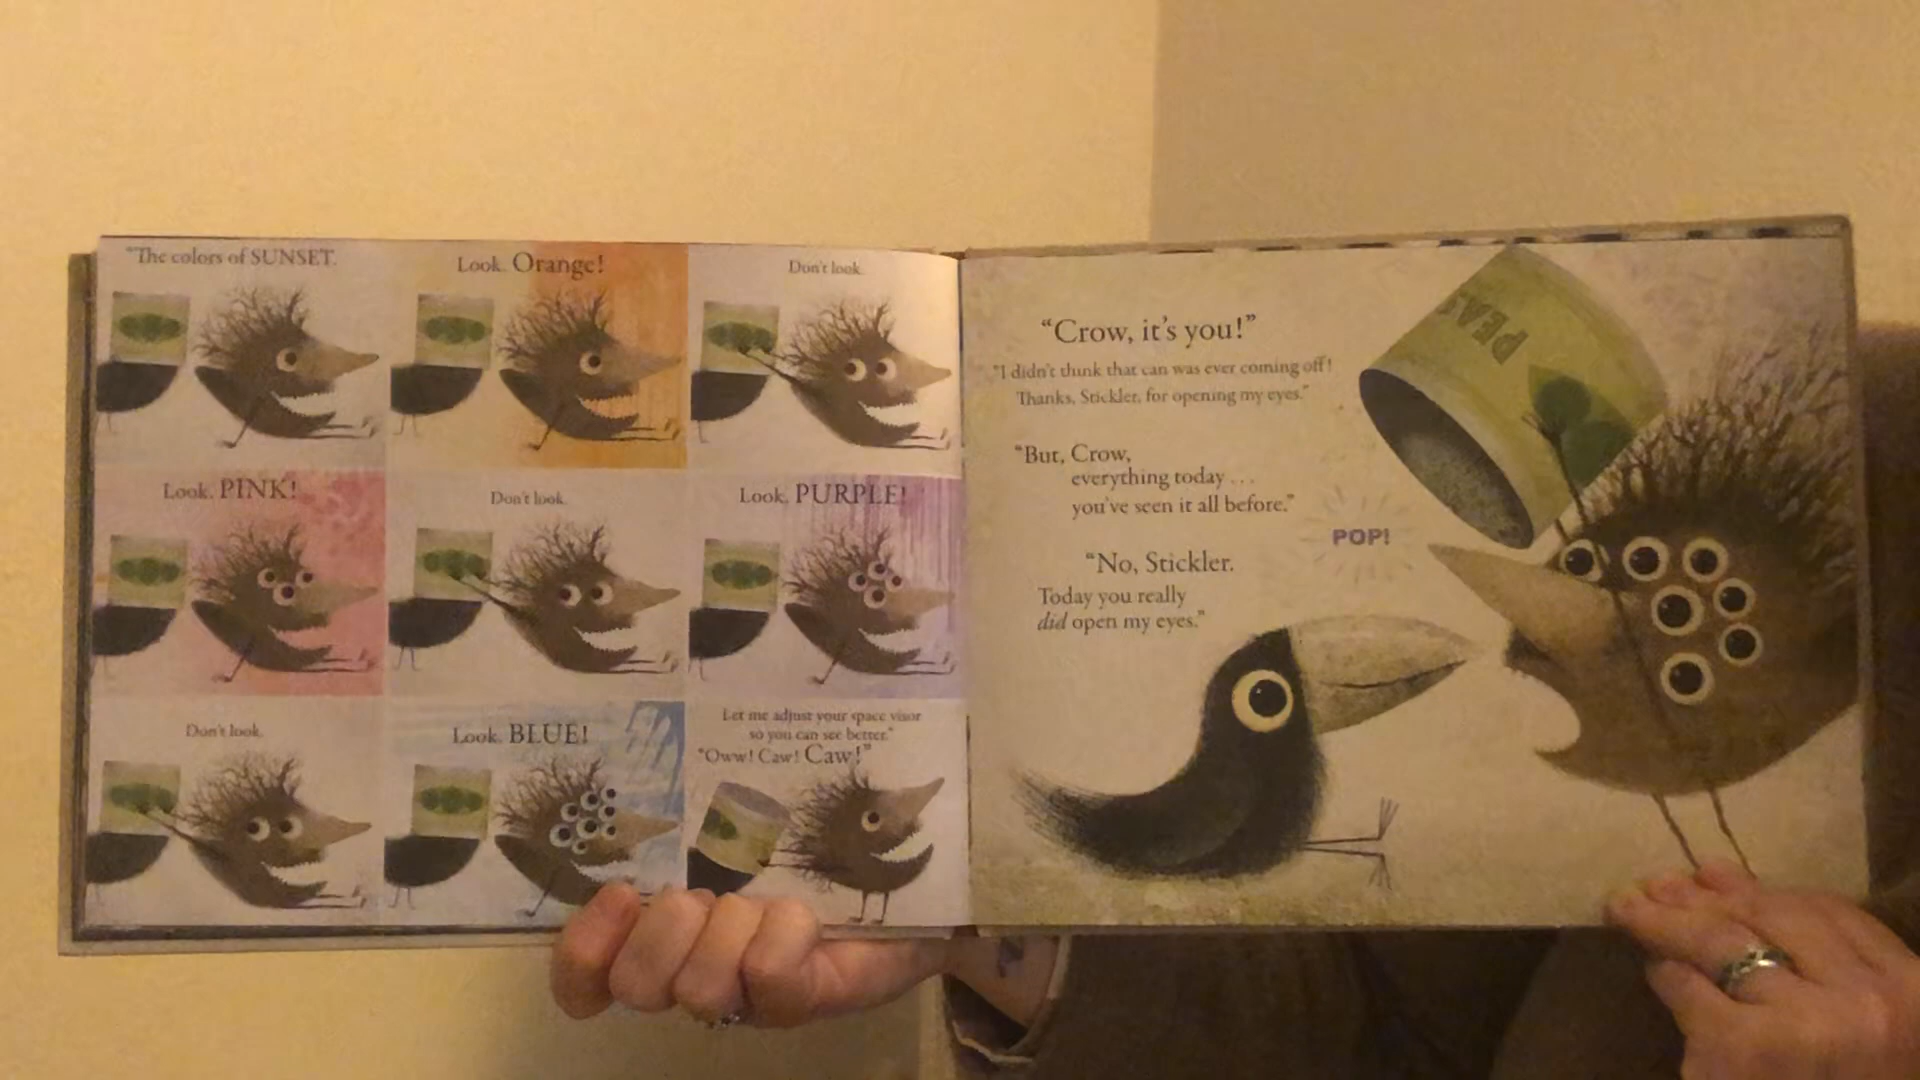 "The colors of SUNSET.
Look. Orange!
Don't look.
Look. PINK!
Don't look.
Look. PURPLE!
Don't look.
Look. BLUE!
Let me adjust your space visor
so you can see better."
"Oww! Caw! Caw!"
"Crow, it's you!"
"I didn't think that can was ever coming off!
Thanks, Stickler, for opening my eyes."
"But, Crow,
everything today . . .
you've seen it all before."
"No, Stickler.
Today you really
did open my eyes."
POP!
PEAS